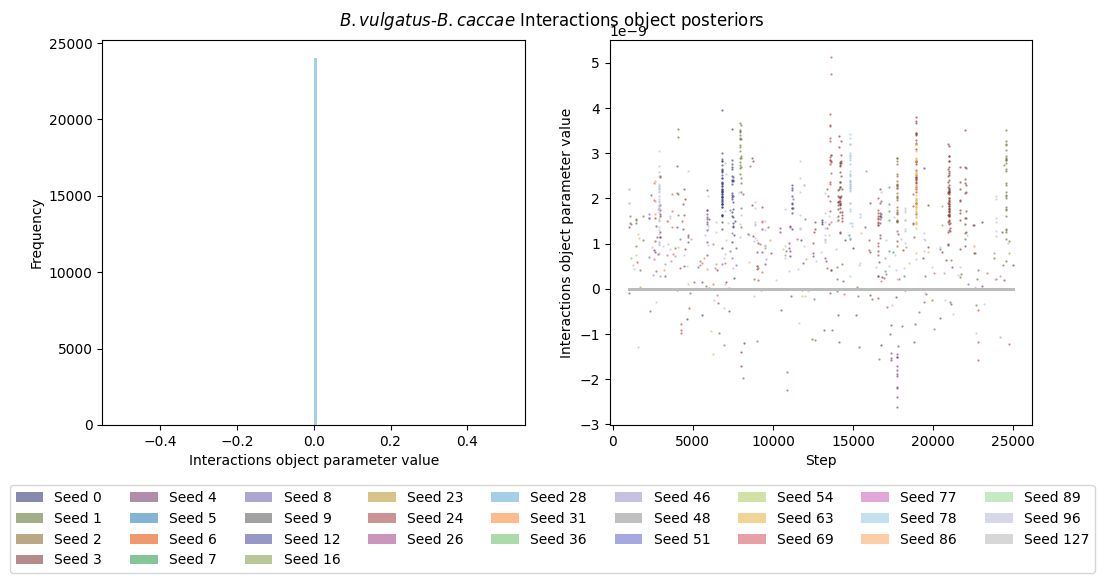 B.vulgatus-B.caccae Interactions object posteriors
25000
20000
15000
10000
5000
0
Frequency
−0.4 −0.2 0.0 0.2 0.4
Interactions object parameter value
1e−9
5
4
3
2
1
0
−1
−2
−3
Interactions object parameter value
0 5000 10000 15000 20000 25000
Step
Seed 0 Seed 4 Seed 8 Seed 23 Seed 28 Seed 46 Seed 54 Seed 77 Seed 89
Seed 1 Seed 5 Seed 9 Seed 24 Seed 31 Seed 48 Seed 63 Seed 78 Seed 96
Seed 2 Seed 6 Seed 12 Seed 26 Seed 36 Seed 51 Seed 69 Seed 86 Seed 127
Seed 3 Seed 7 Seed 16